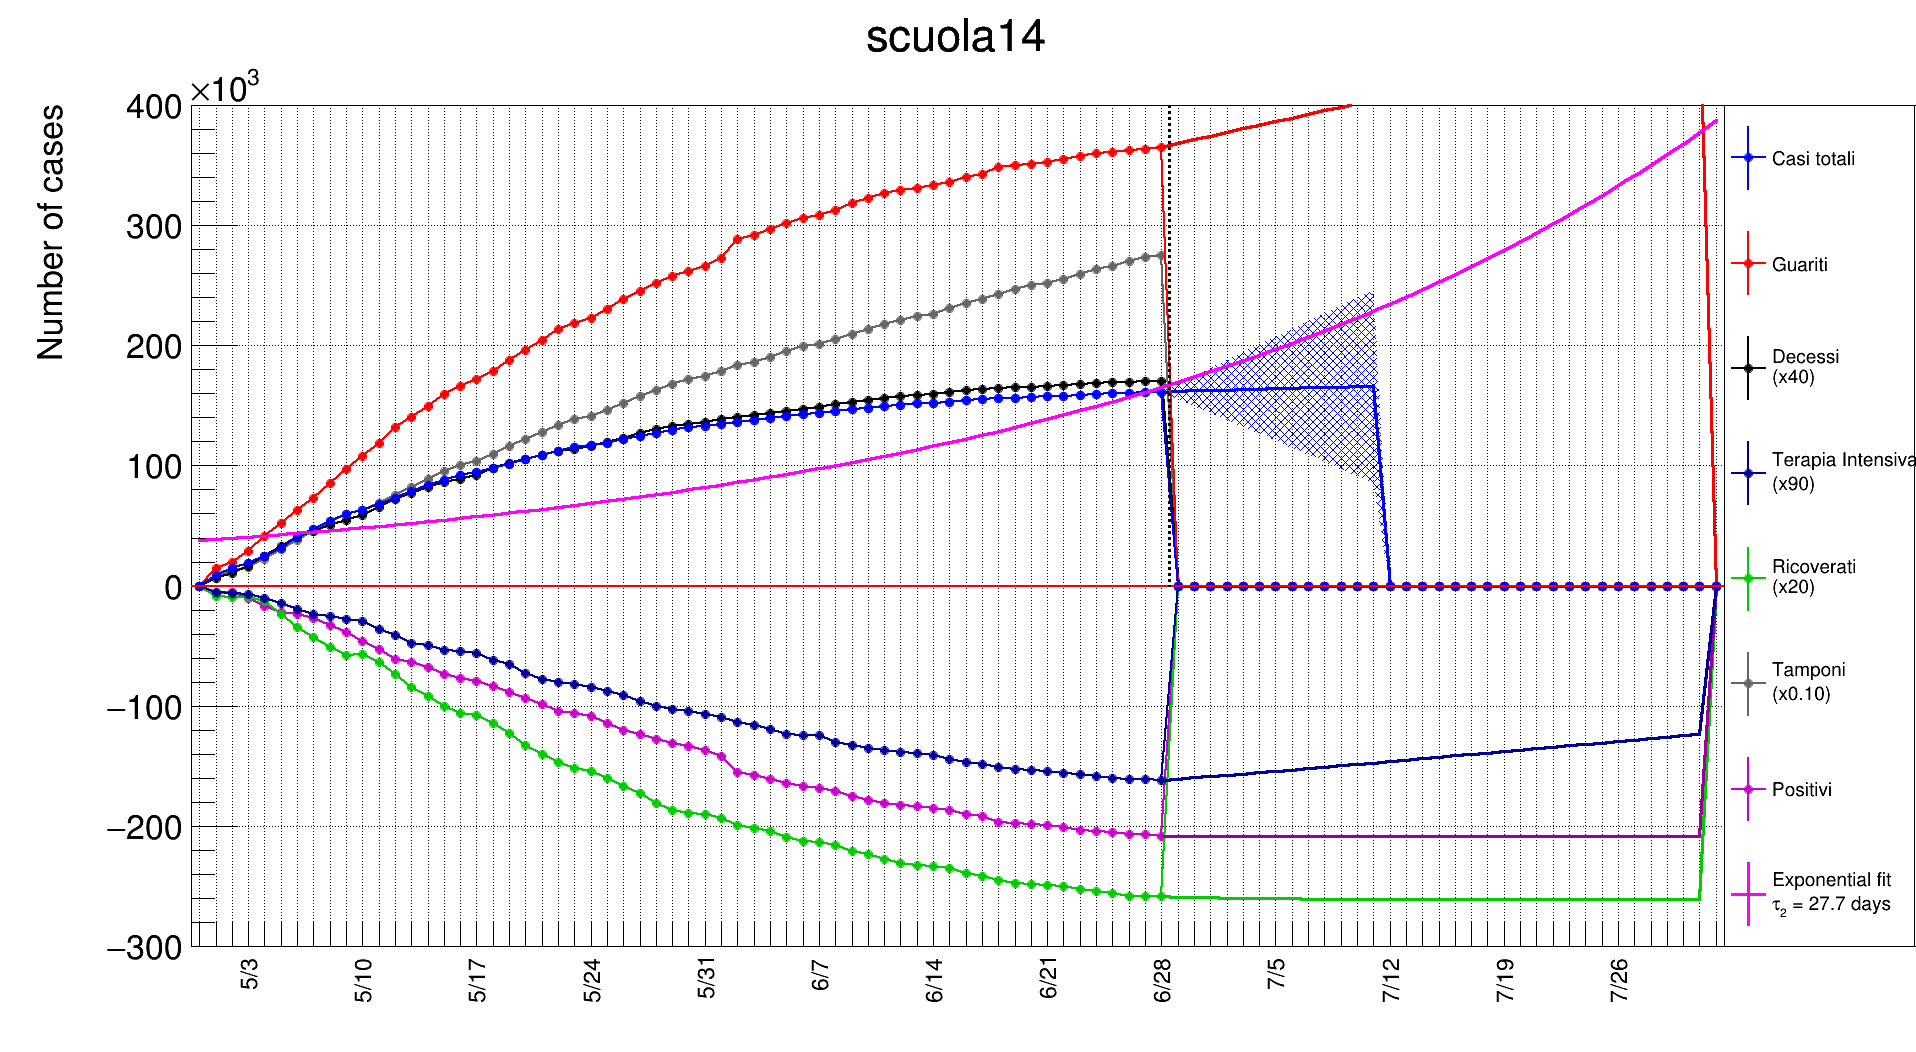 scuola14
×10³
Number of cases
400
300
200
100
0
−100
−200
−300
5/3
5/10
5/17
5/24
5/31
6/7
6/14
6/21
6/28
7/5
7/12
7/19
7/26
Casi totali
Guariti
Decessi
(x40)
Terapia Intensiva
(x90)
Ricoverati
(x20)
Tamponi
(x0.10)
Positivi
Exponential fit
τ₂ = 27.7 days